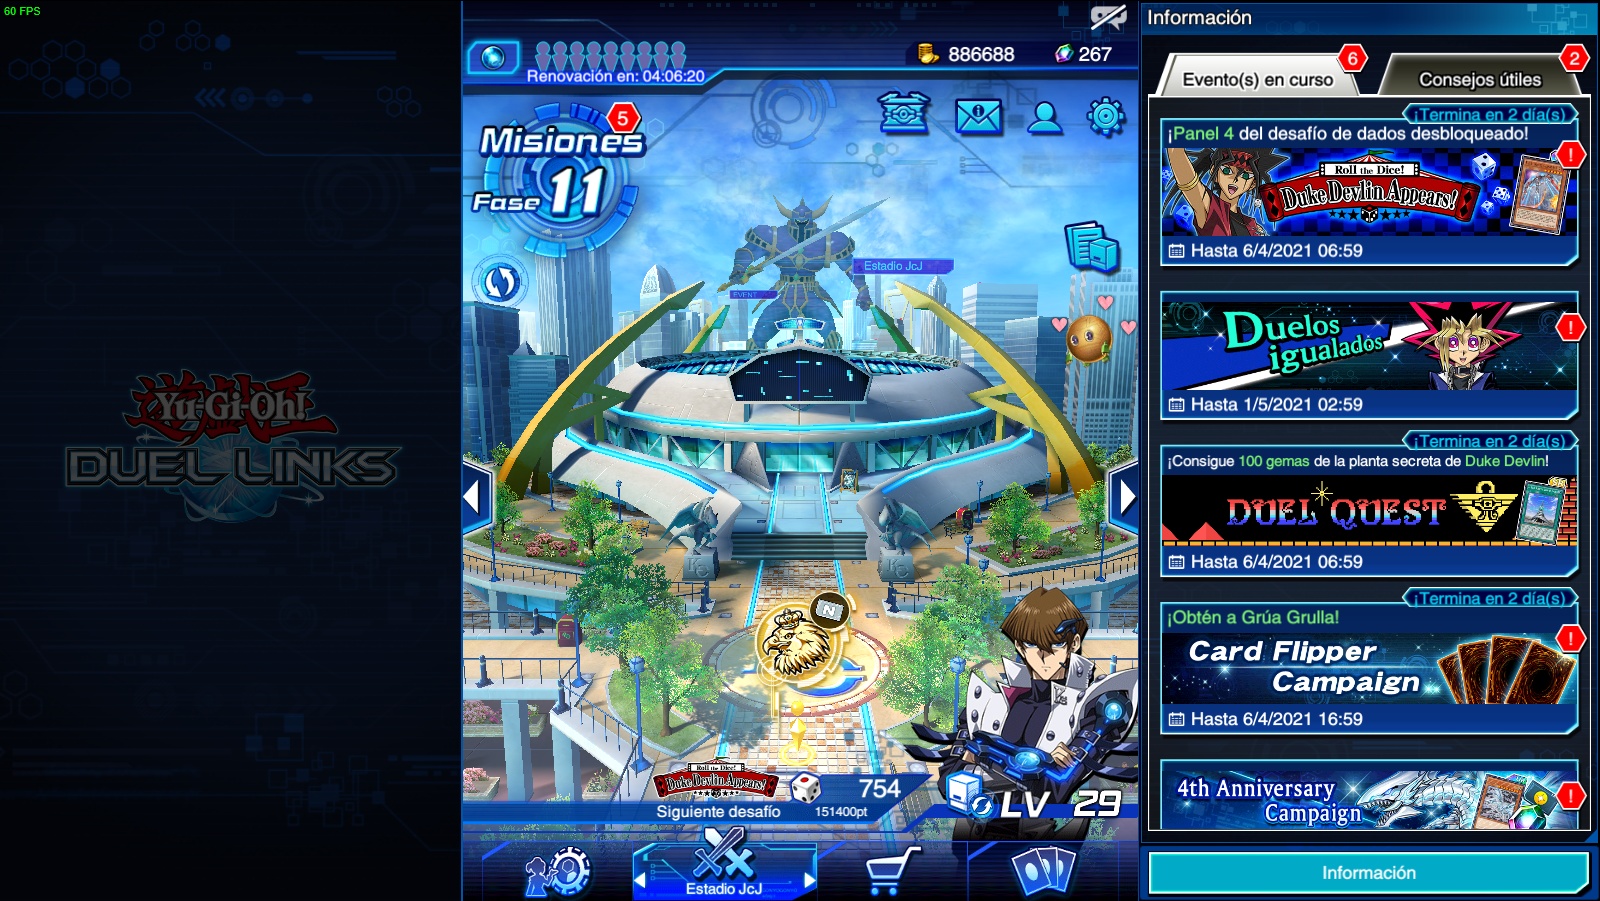 60 FPS
Yu-Gi-Oh!
DUEL LINKS
Renovación en: 04:06:20
886688
267
5
Misiones
Fase 11
Estadio JcJ
EVENT
KC
KC
N
Roll the Dice!
Duke Devlin Appears!
754
Siguiente desafío
151400pt
LV 29
Estadio JcJ
Información
Evento(s) en curso
6
Consejos útiles
2
¡Termina en 2 día(s)
¡Panel 4 del desafío de dados desbloqueado!
!
Roll the Dice!
Duke Devlin Appears!
Hasta 6/4/2021 06:59
Duelos
igualados
!
Hasta 1/5/2021 02:59
¡Termina en 2 día(s)
¡Consigue 100 gemas de la planta secreta de Duke Devlin!
DUEL QUEST
Hasta 6/4/2021 06:59
¡Termina en 2 día(s)
¡Obtén a Grúa Grulla!
!
Card Flipper
Campaign
Hasta 6/4/2021 16:59
4th Anniversary
Campaign
!
Información